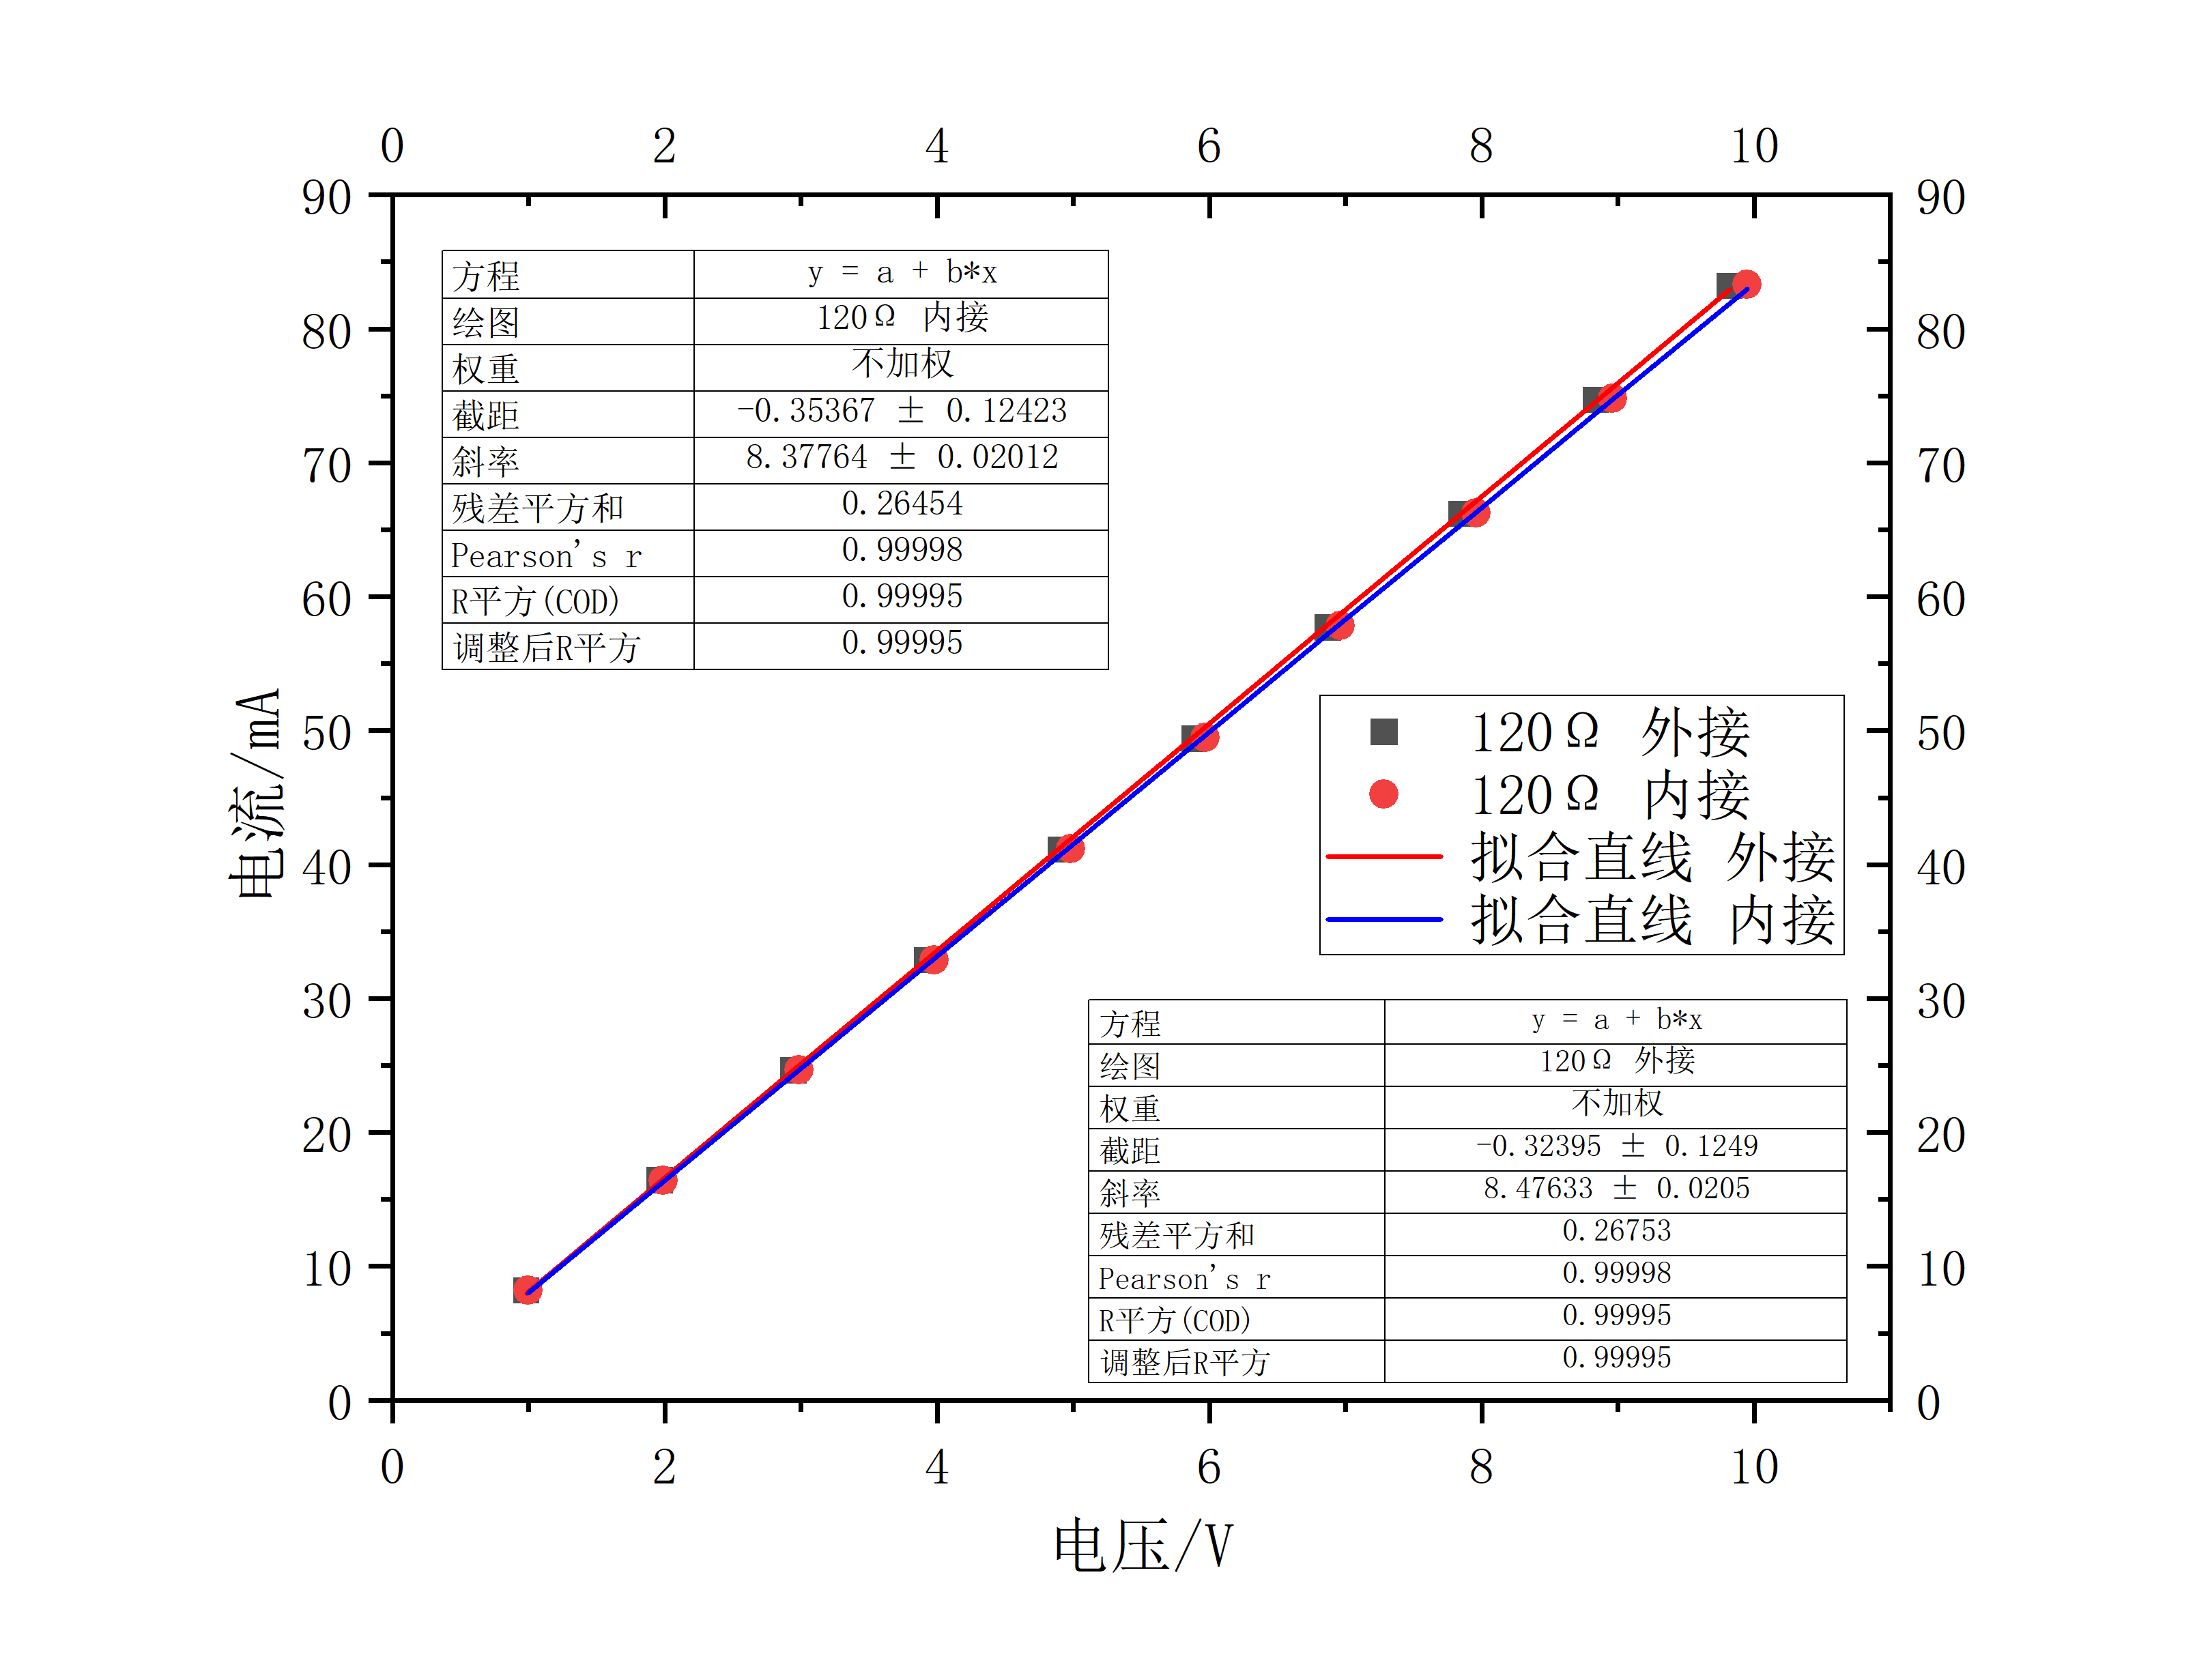 0 2 4 6 8 10
90 90
方程 y = a + b*x
绘图 120Ω 内接
80 80
权重 不加权
截距 -0.35367 ± 0.12423
70 70
斜率 8.37764 ± 0.02012
残差平方和 0.26454
Pearson's r 0.99998
60 60
R平方(COD) 0.99995
调整后R平方 0.99995
50 50
120Ω 外接
120Ω 内接
拟合直线 外接
拟合直线 内接
电流/mA
40 40
30 30
方程 y = a + b*x
绘图 120Ω 外接
权重 不加权
20 20
截距 -0.32395 ± 0.1249
斜率 8.47633 ± 0.0205
残差平方和 0.26753
10 10
Pearson's r 0.99998
R平方(COD) 0.99995
调整后R平方 0.99995
0 0
0 2 4 6 8 10
电压/V